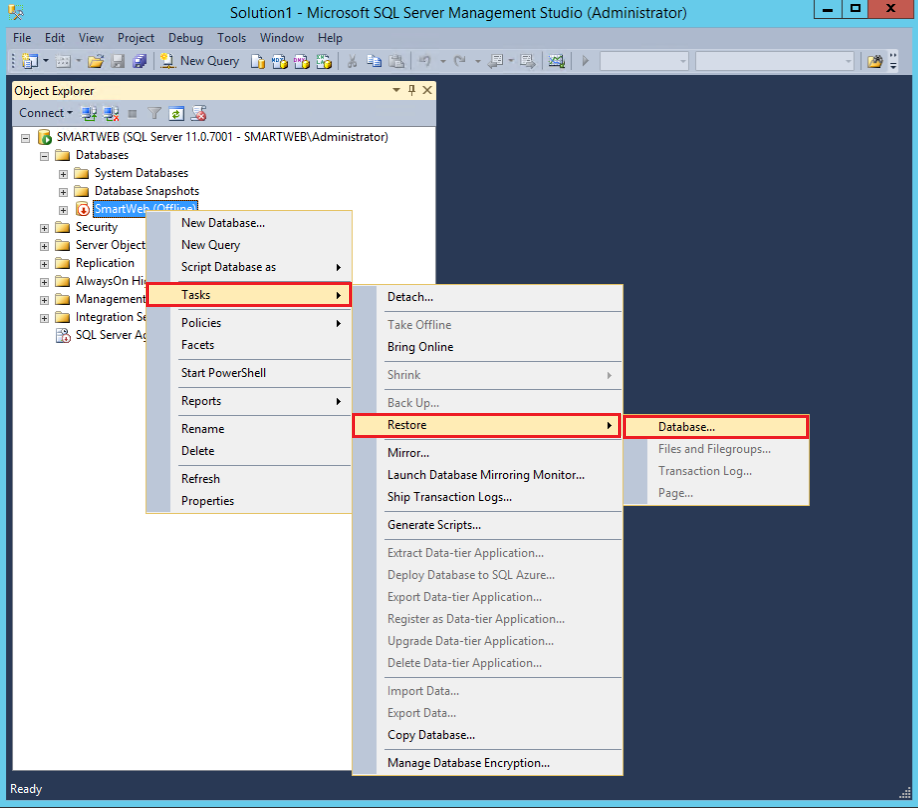 Solution1 - Microsoft SQL Server Management Studio (Administrator)
File Edit View Project Debug Tools Window Help
New Query
Object Explorer
Connect
SMARTWEB (SQL Server 11.0.7001 - SMARTWEB\Administrator)
Databases
System Databases
Database Snapshots
SmartWeb (Offline)
Security
Server Object
Replication
AlwaysOn Hi
Management
Integration Se
SQL Server Ag
New Database...
New Query
Script Database as
Tasks
Policies
Facets
Start PowerShell
Reports
Rename
Delete
Refresh
Properties
Detach...
Take Offline
Bring Online
Shrink
Back Up...
Restore
Mirror...
Launch Database Mirroring Monitor...
Ship Transaction Logs...
Generate Scripts...
Extract Data-tier Application...
Deploy Database to SQL Azure...
Export Data-tier Application...
Register as Data-tier Application...
Upgrade Data-tier Application...
Delete Data-tier Application...
Import Data...
Export Data...
Copy Database...
Manage Database Encryption...
Database...
Files and Filegroups...
Transaction Log...
Page...
Ready